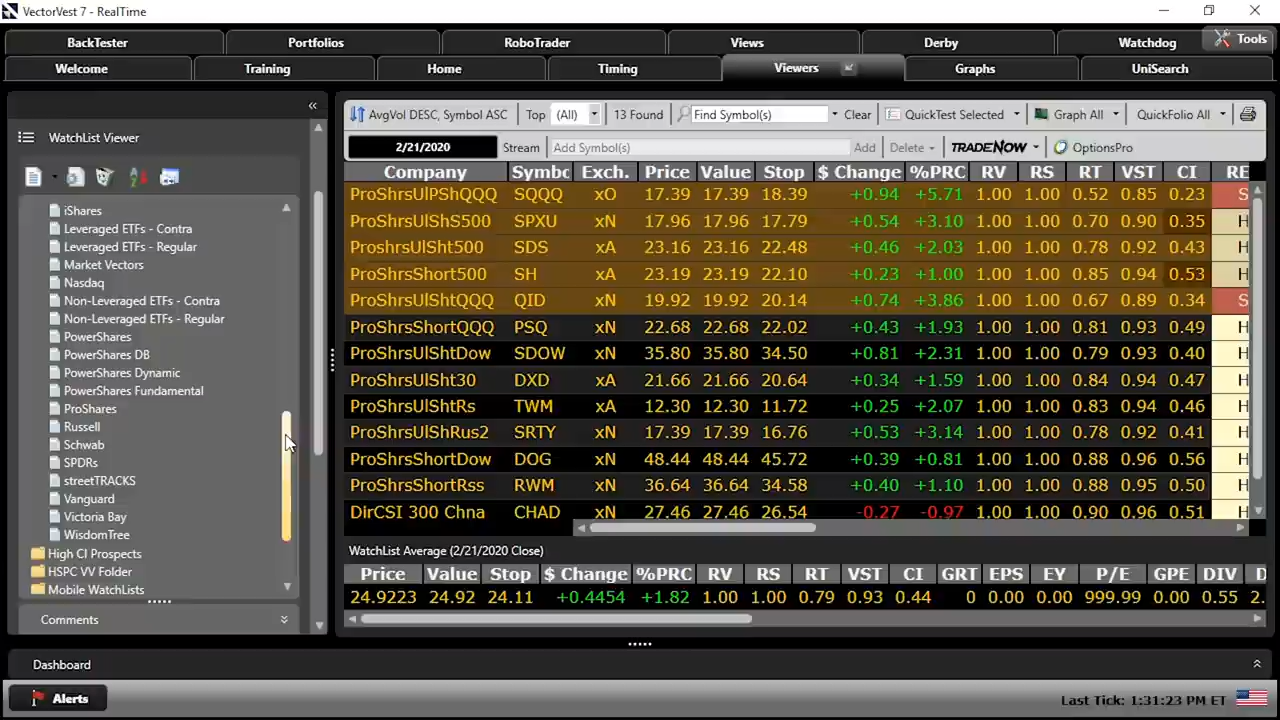 VectorVest 7 - RealTime
BackTester Portfolios RoboTrader Views Derby Watchdog Tools
Welcome Training Home Timing Viewers Graphs UniSearch
WatchList Viewer
iShares
Leveraged ETFs - Contra
Leveraged ETFs - Regular
Market Vectors
Nasdaq
Non-Leveraged ETFs - Contra
Non-Leveraged ETFs - Regular
PowerShares
PowerShares DB
PowerShares Dynamic
PowerShares Fundamental
ProShares
Russell
Schwab
SPDRs
streetTRACKS
Vanguard
Victoria Bay
WisdomTree
High CI Prospects
HSPC VV Folder
Mobile WatchLists
Comments
AvgVol DESC, Symbol ASC Top (All) 13 Found Find Symbol(s) Clear QuickTest Selected Graph All QuickFolio All
2/21/2020 Stream Add Symbol(s) Add Delete TRADENOW OptionsPro
Company Symbc Exch. Price Value Stop $ Change %PRC RV RS RT VST CI RE
ProShrsUlPShQQQ SQQQ xO 17.39 17.39 18.39 +0.94 +5.71 1.00 1.00 0.52 0.85 0.23 S
ProShrsUlShS500 SPXU xN 17.96 17.96 17.79 +0.54 +3.10 1.00 1.00 0.70 0.90 0.35 H
ProshrsUlSht500 SDS xA 23.16 23.16 22.48 +0.46 +2.03 1.00 1.00 0.78 0.92 0.43 H
ProShrsShort500 SH xA 23.19 23.19 22.10 +0.23 +1.00 1.00 1.00 0.85 0.94 0.53 H
ProShrsUlShtQQQ QID xN 19.92 19.92 20.14 +0.74 +3.86 1.00 1.00 0.67 0.89 0.34 S
ProShrsShortQQQ PSQ xN 22.68 22.68 22.02 +0.43 +1.93 1.00 1.00 0.81 0.93 0.49 H
ProShrsUlShtDow SDOW xN 35.80 35.80 34.50 +0.81 +2.31 1.00 1.00 0.79 0.93 0.40 H
ProShrsUlSht30 DXD xA 21.66 21.66 20.64 +0.34 +1.59 1.00 1.00 0.84 0.94 0.47 H
ProShrsUlShtRs TWM xA 12.30 12.30 11.72 +0.25 +2.07 1.00 1.00 0.83 0.94 0.46 H
ProShrsUlShRus2 SRTY xN 17.39 17.39 16.76 +0.53 +3.14 1.00 1.00 0.78 0.92 0.41 H
ProShrsShortDow DOG xN 48.44 48.44 45.72 +0.39 +0.81 1.00 1.00 0.88 0.96 0.56 H
ProShrsShortRss RWM xN 36.64 36.64 34.58 +0.40 +1.10 1.00 1.00 0.88 0.95 0.50 H
DirCSI 300 Chna CHAD xN 27.46 27.46 26.54 -0.27 -0.97 1.00 1.00 0.90 0.96 0.51 H
WatchList Average (2/21/2020 Close)
Price Value Stop $ Change %PRC RV RS RT VST CI GRT EPS EY P/E GPE DIV D
24.9223 24.92 24.11 +0.4454 +1.82 1.00 1.00 0.79 0.93 0.44 0 0.00 0.00 999.99 0.00 0.55 2.
Dashboard
Alerts
Last Tick: 1:31:23 PM ET